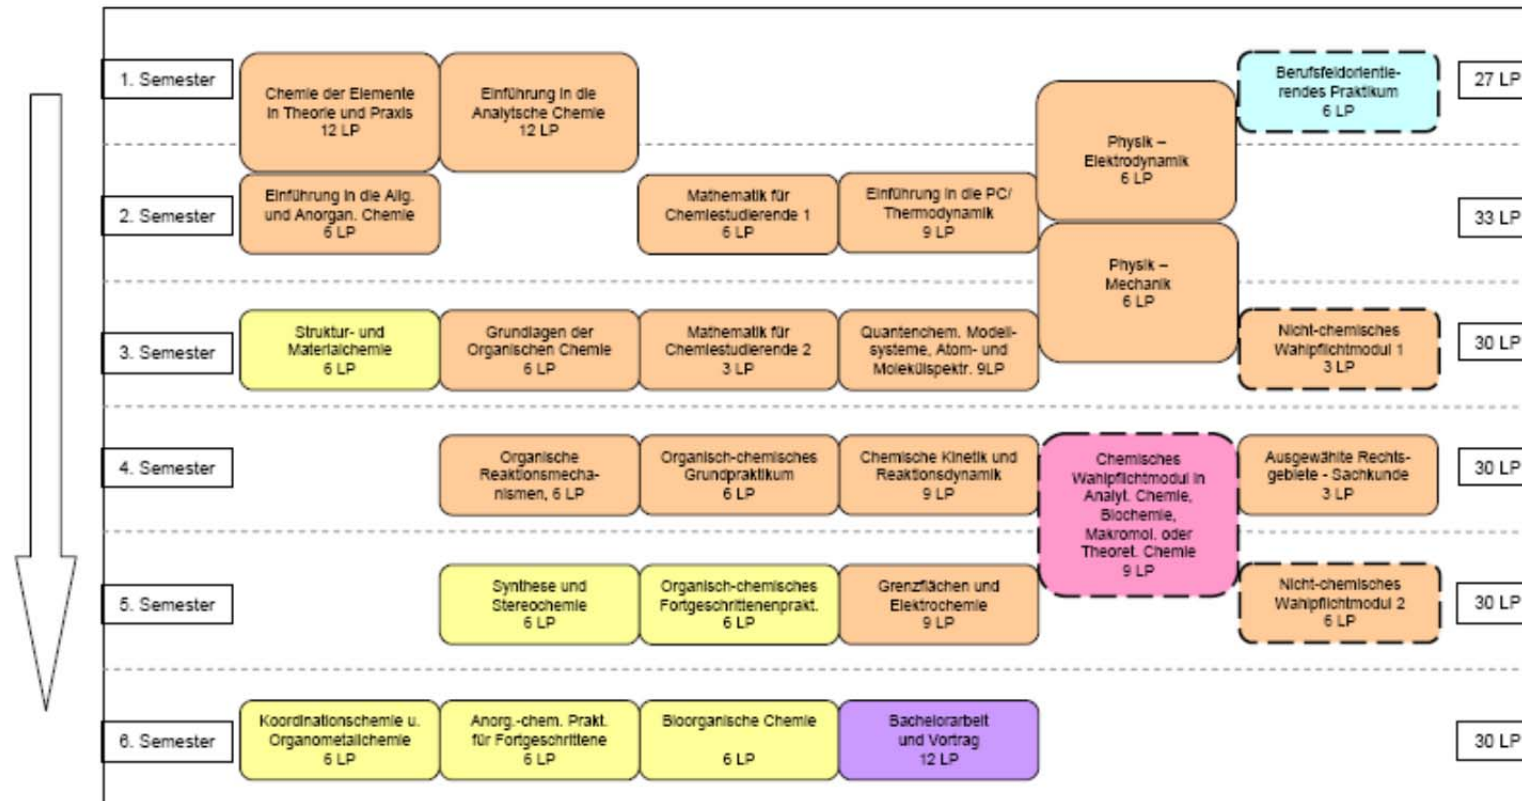 1. Semester
Chemie der Elemente
in Theorie und Praxis
12 LP
Einführung in die
Analytsche Chemie
12 LP
Physik –
Elektrodynamik
6 LP
Berufsfeldorientie-
rendes Praktikum
6 LP
27 LP
2. Semester
Einführung in die Allg.
und Anorgan. Chemie
6 LP
Mathematik für
Chemiestudierende 1
6 LP
Einführung in die PC/
Thermodynamik
9 LP
Physik –
Mechanik
6 LP
33 LP
3. Semester
Struktur- und
Materialchemie
6 LP
Grundlagen der
Organischen Chemie
6 LP
Mathematik für
Chemiestudierende 2
3 LP
Quantenchem. Modell-
systeme, Atom- und
Molekülspektr. 9LP
Nicht-chemisches
Wahlpflichtmodul 1
3 LP
30 LP
4. Semester
Organische
Reaktionsmecha-
nismen, 6 LP
Organisch-chemisches
Grundpraktikum
6 LP
Chemische Kinetik und
Reaktionsdynamik
9 LP
Chemisches
Wahlpflichtmodul in
Analyt. Chemie,
Biochemie,
Makromol. oder
Theoret. Chemie
9 LP
Ausgewählte Rechts-
gebiete - Sachkunde
3 LP
30 LP
5. Semester
Synthese und
Stereochemie
6 LP
Organisch-chemisches
Fortgeschrittenenprakt.
6 LP
Grenzflächen und
Elektrochemie
9 LP
Nicht-chemisches
Wahlpflichtmodul 2
6 LP
30 LP
6. Semester
Koordinationschemie u.
Organometallchemie
6 LP
Anorg.-chem. Prakt.
für Fortgeschrittene
6 LP
Bioorganische Chemie
6 LP
Bachelorarbeit
und Vortrag
12 LP
30 LP